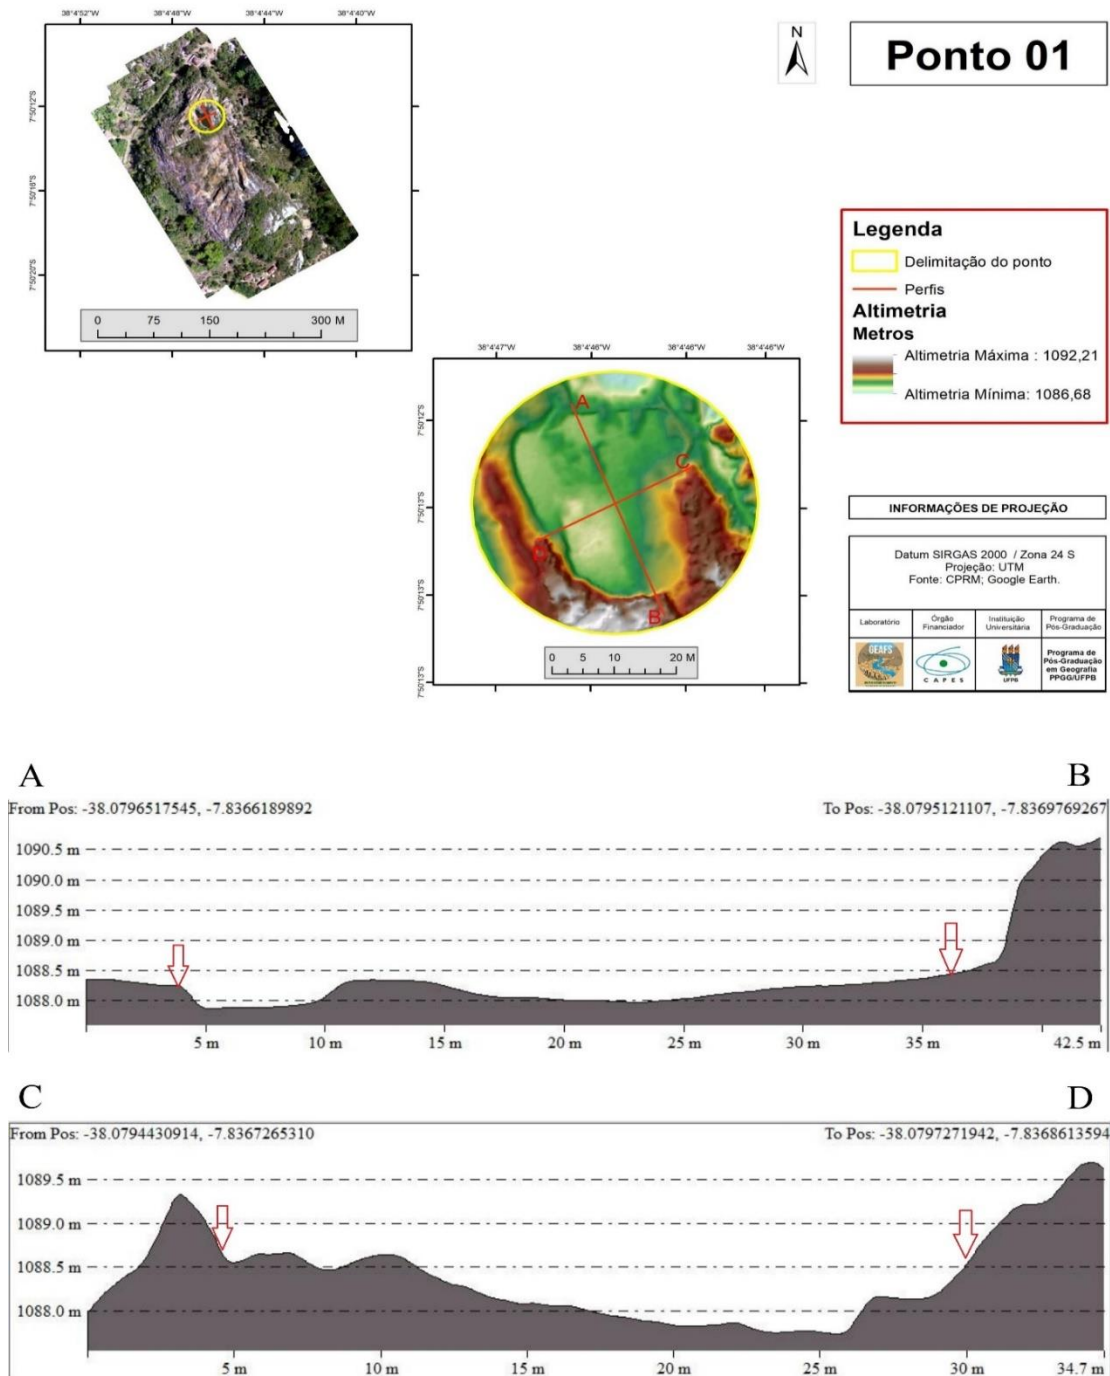 38°4'52"W 38°4'48"W 38°4'44"W 38°4'40"W
7°50'12"S
7°50'16"S
7°50'20"S
0 75 150 300 M
N
Ponto 01
Legenda
Delimitação do ponto
Perfis
Altimetria
Metros
Altimetria Máxima : 1092,21
Altimetria Mínima: 1086,68
38°4'47"W 38°4'46"W 38°4'46"W
7°50'12"S
7°50'13"S
7°50'13"S
7°50'13"S
A
C
D
B
0 5 10 20 M
INFORMAÇÕES DE PROJEÇÃO
Datum SIRGAS 2000 / Zona 24 S
Projeção: UTM
Fonte: CPRM; Google Earth.
Laboratório
Órgão
Financiador
Instituição
Universitária
Programa de
Pós-Graduação
GEAFS
CAPES
UFPB
Programa de
Pós-Graduação
em Geografia
PPGG/UFPB
A B
From Pos: -38.0796517545, -7.8366189892 To Pos: -38.0795121107, -7.8369769267
1090.5 m
1090.0 m
1089.5 m
1089.0 m
1088.5 m
1088.0 m
5 m 10 m 15 m 20 m 25 m 30 m 35 m 42.5 m
C D
From Pos: -38.0794430914, -7.8367265310 To Pos: -38.0797271942, -7.8368613594
1089.5 m
1089.0 m
1088.5 m
1088.0 m
5 m 10 m 15 m 20 m 25 m 30 m 34.7 m